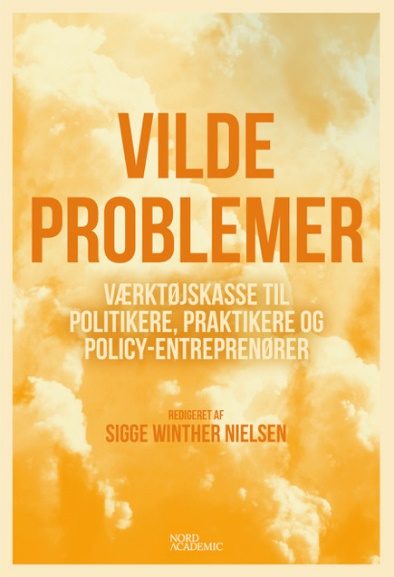 VILDE
PROBLEMER
VÆRKTØJSKASSE TIL
POLITIKERE, PRAKTIKERE OG
POLICY-ENTREPRENØRER
REDIGERET AF
SIGGE WINTHER NIELSEN
NORD
ACADEMIC